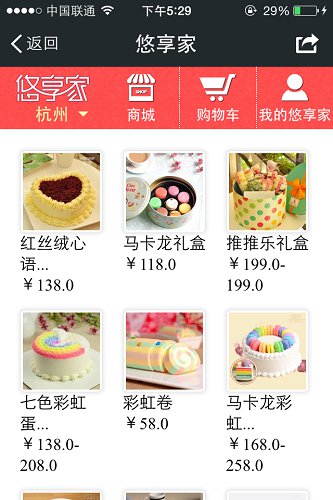 中国联通 下午5:29 29%
返回 悠享家
悠享家
杭州 商城 购物车 我的悠享家
SHOP
红丝绒心 马卡龙礼盒 推推乐礼盒
语... ￥118.0 ￥199.0-
￥138.0 199.0
七色彩虹 彩虹卷 马卡龙彩
蛋... ￥58.0 虹...
￥138.0- ￥168.0-
208.0 258.0